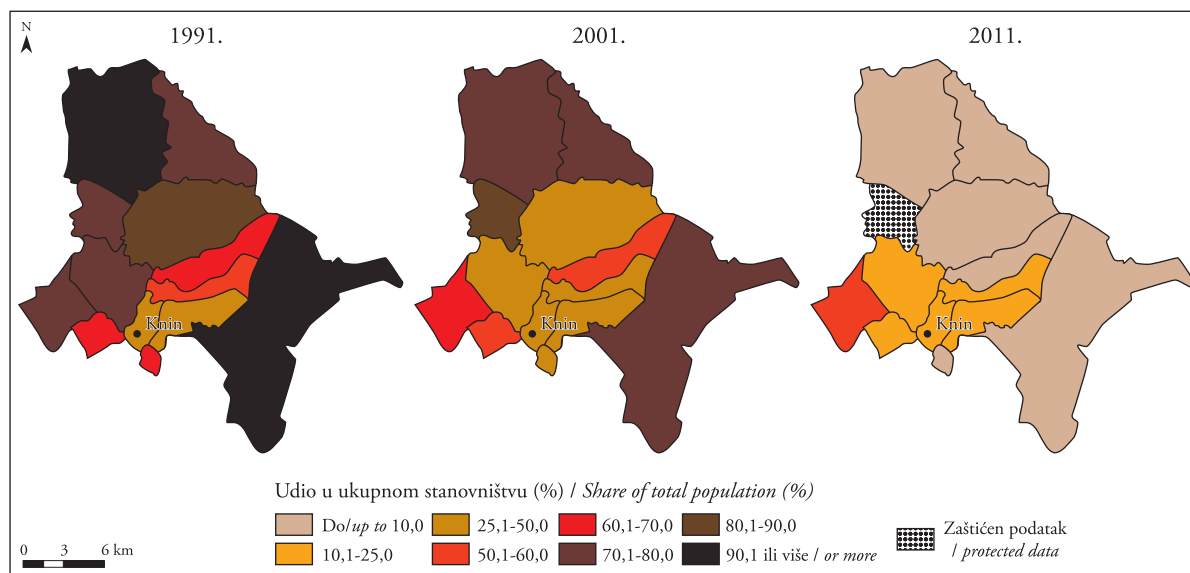 N
1991.
2001.
2011.
Knin
Knin
Knin
Udio u ukupnom stanovništvu (%) / Share of total population (%)
Do/up to 10,0
25,1-50,0
60,1-70,0
80,1-90,0
10,1-25,0
50,1-60,0
70,1-80,0
90,1 ili više / or more
Zaštićen podatak
/ protected data
0 3 6 km